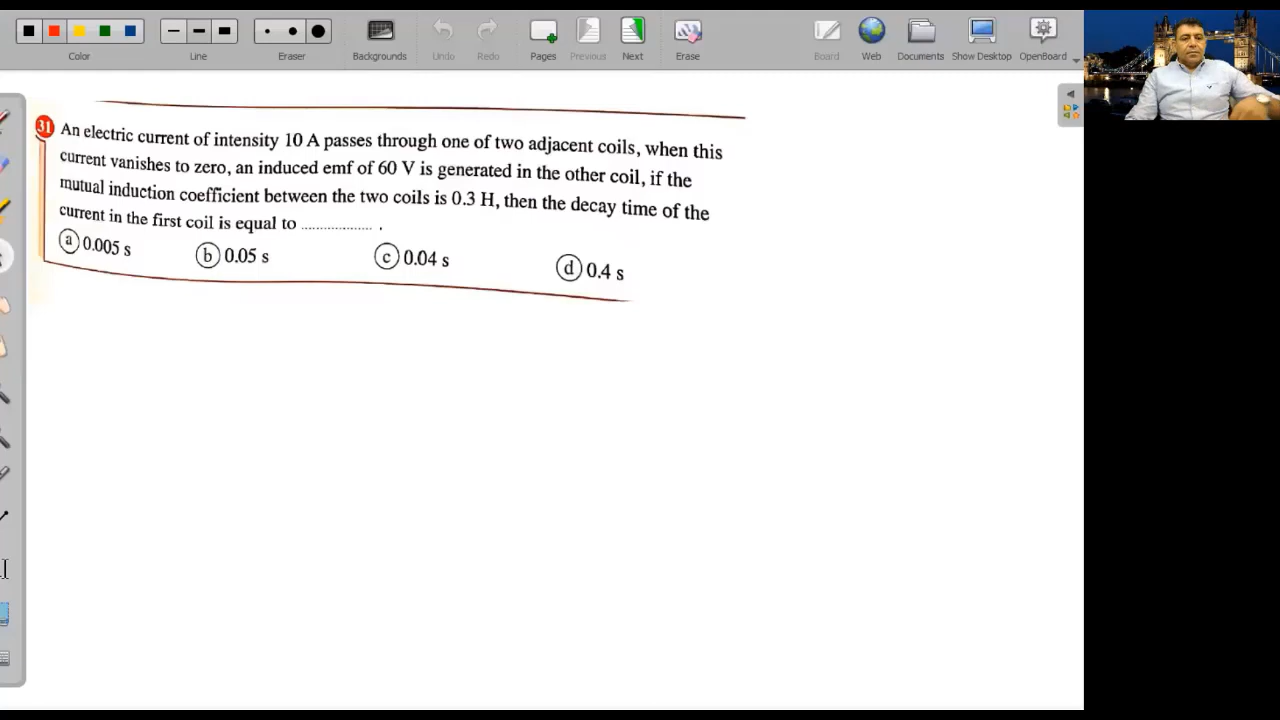 Color
Line
Eraser
Backgrounds
Undo
Redo
Pages
Previous
Next
Erase
Board
Web
Documents
Show Desktop
OpenBoard
31 An electric current of intensity 10 A passes through one of two adjacent coils, when this
current vanishes to zero, an induced emf of 60 V is generated in the other coil, if the
mutual induction coefficient between the two coils is 0.3 H, then the decay time of the
current in the first coil is equal to ................... .
a 0.005 s b 0.05 s c 0.04 s d 0.4 s